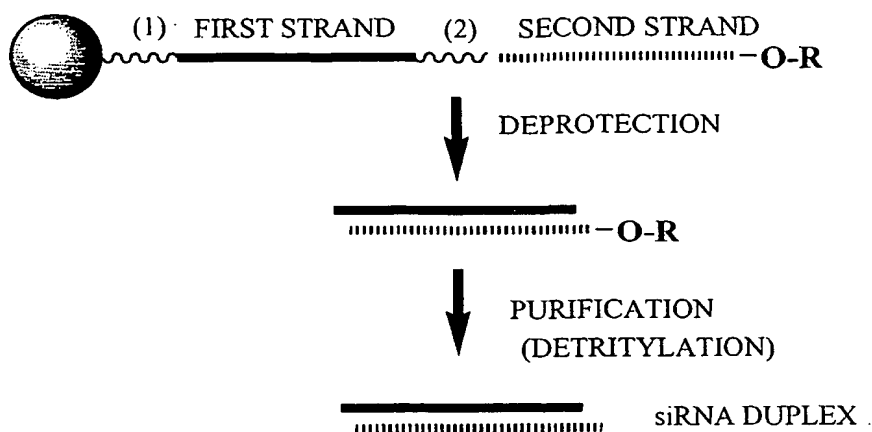 (1) FIRST STRAND (2) SECOND STRAND
O-R
DEPROTECTION
O-R
PURIFICATION
(DETRITYLATION)
siRNA DUPLEX